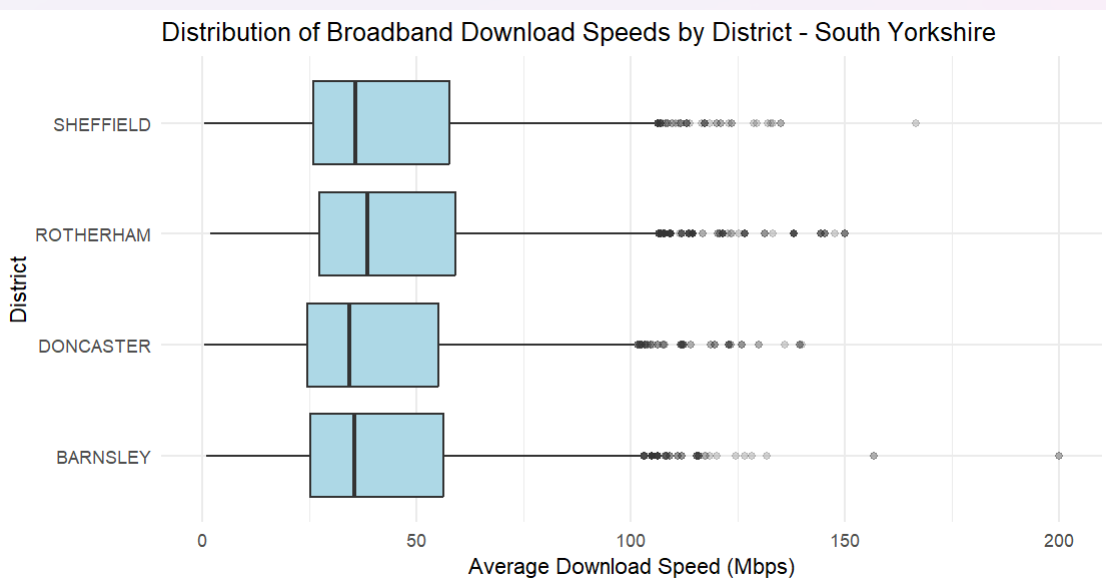 Distribution of Broadband Download Speeds by District - South Yorkshire
SHEFFIELD
ROTHERHAM
DONCASTER
BARNSLEY
District
0 50 100 150 200
Average Download Speed (Mbps)